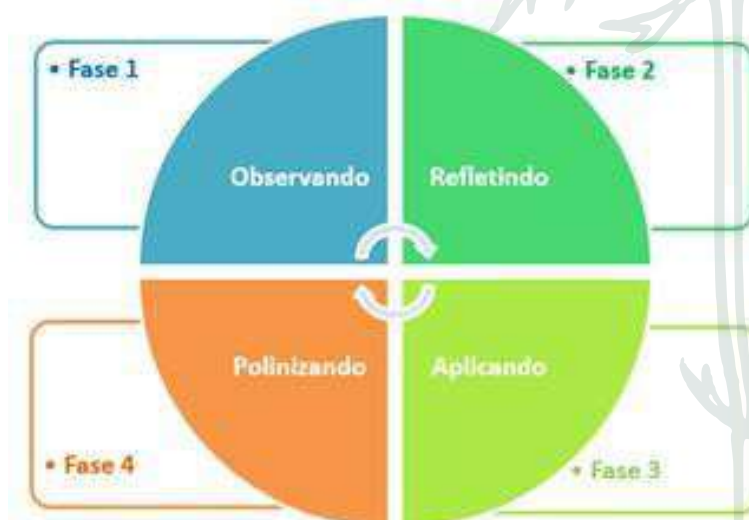 • Fase 1
• Fase 2
Observando
Refletindo
Polinizando
Aplicando
• Fase 4
• Fase 3